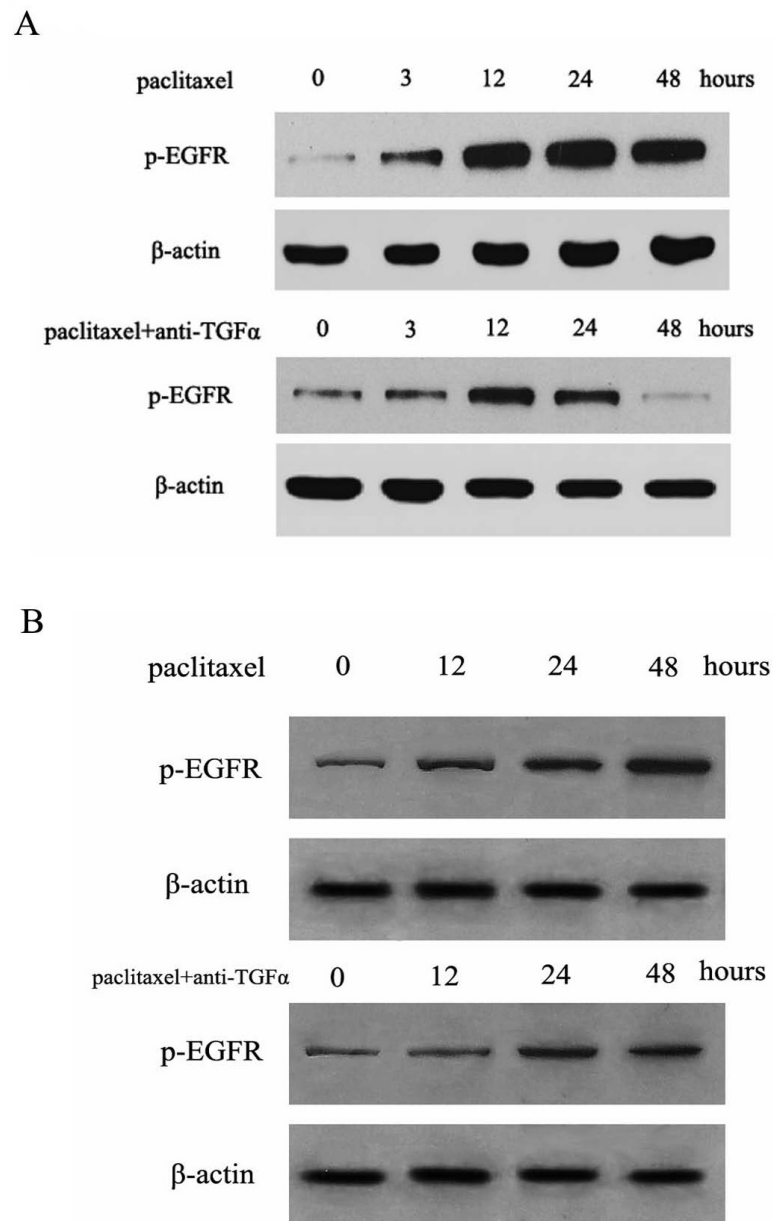 A
paclitaxel 0 3 12 24 48 hours
p-EGFR
β-actin
paclitaxel+anti-TGFα 0 3 12 24 48 hours
p-EGFR
β-actin
B
paclitaxel 0 12 24 48 hours
p-EGFR
β-actin
paclitaxel+anti-TGFα 0 12 24 48 hours
p-EGFR
β-actin